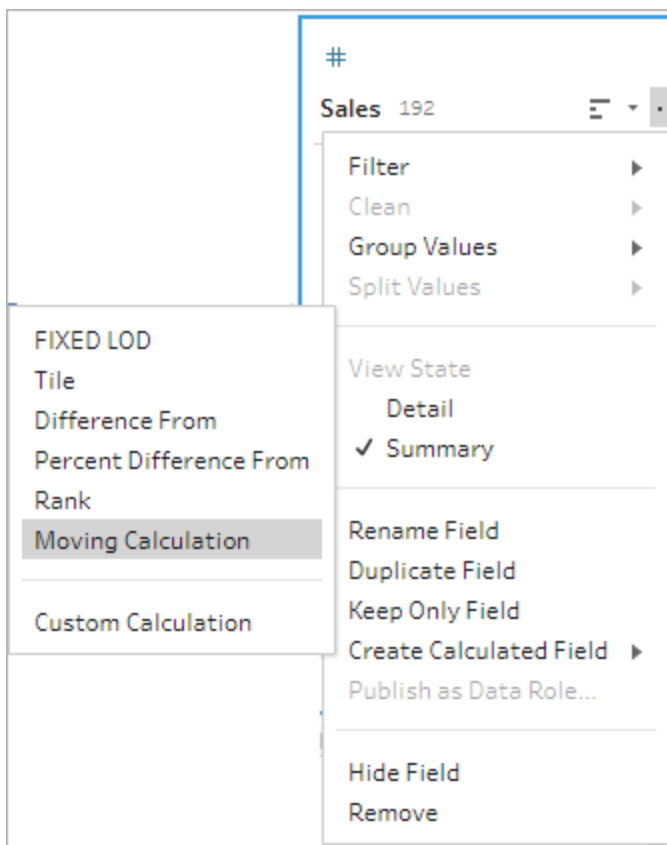 #
Sales 192
Filter
Clean
Group Values
Split Values
View State
Detail
✓ Summary
Rename Field
Duplicate Field
Keep Only Field
Create Calculated Field
Publish as Data Role...
Hide Field
Remove
FIXED LOD
Tile
Difference From
Percent Difference From
Rank
Moving Calculation
Custom Calculation